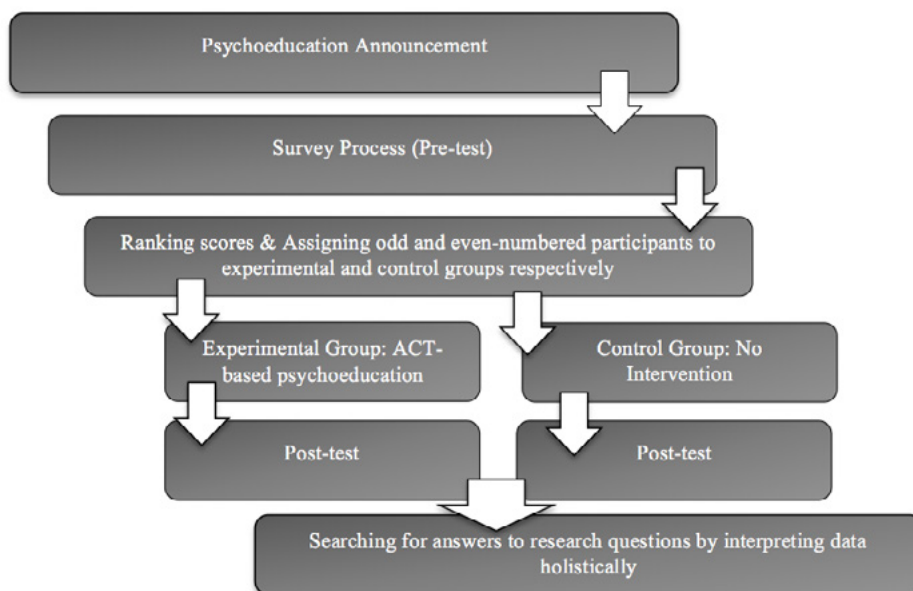 Psychoeducation Announcement
Survey Process (Pre-test)
Ranking scores & Assigning odd and even-numbered participants to
experimental and control groups respectively
Experimental Group: ACT-
based psychoeducation
Control Group: No
Intervention
Post-test
Post-test
Searching for answers to research questions by interpreting data
holistically